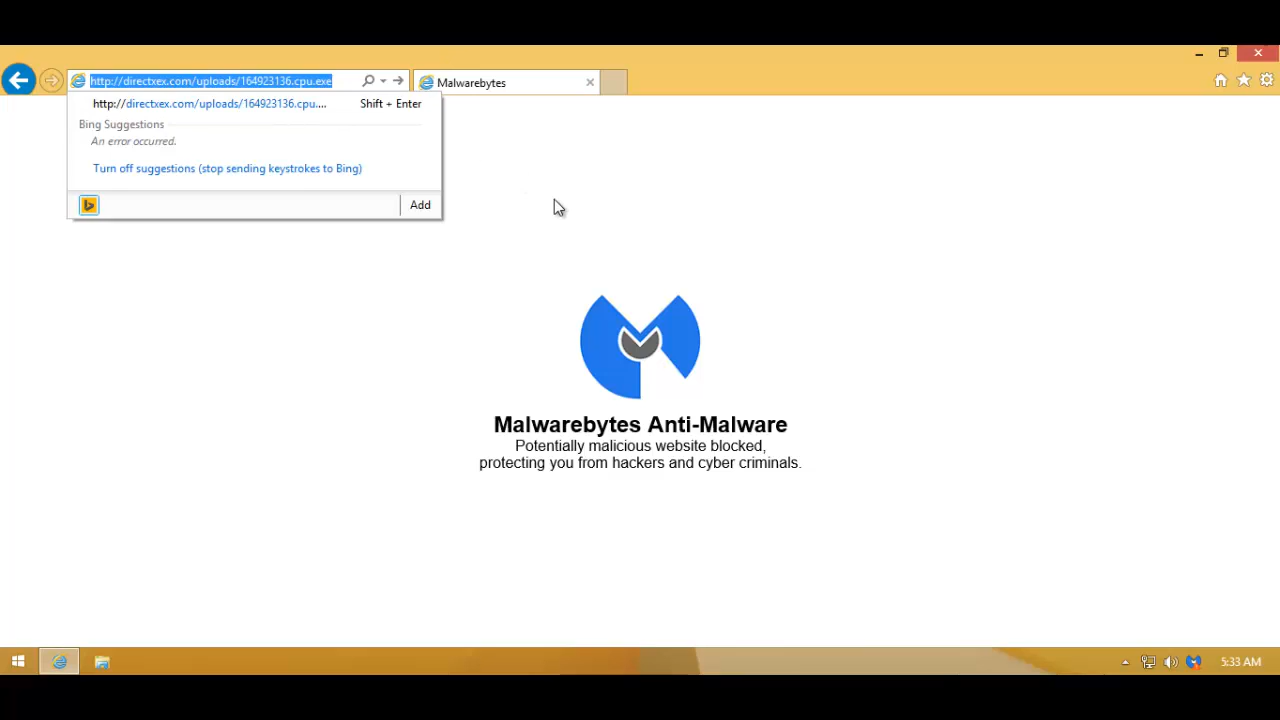 http://directxex.com/uploads/164923136.cpu.exe
Malwarebytes
http://directxex.com/uploads/164923136.cpu.... Shift + Enter
Bing Suggestions
An error occurred.
Turn off suggestions (stop sending keystrokes to Bing)
Add
Malwarebytes Anti-Malware
Potentially malicious website blocked,
protecting you from hackers and cyber criminals.
5:33 AM